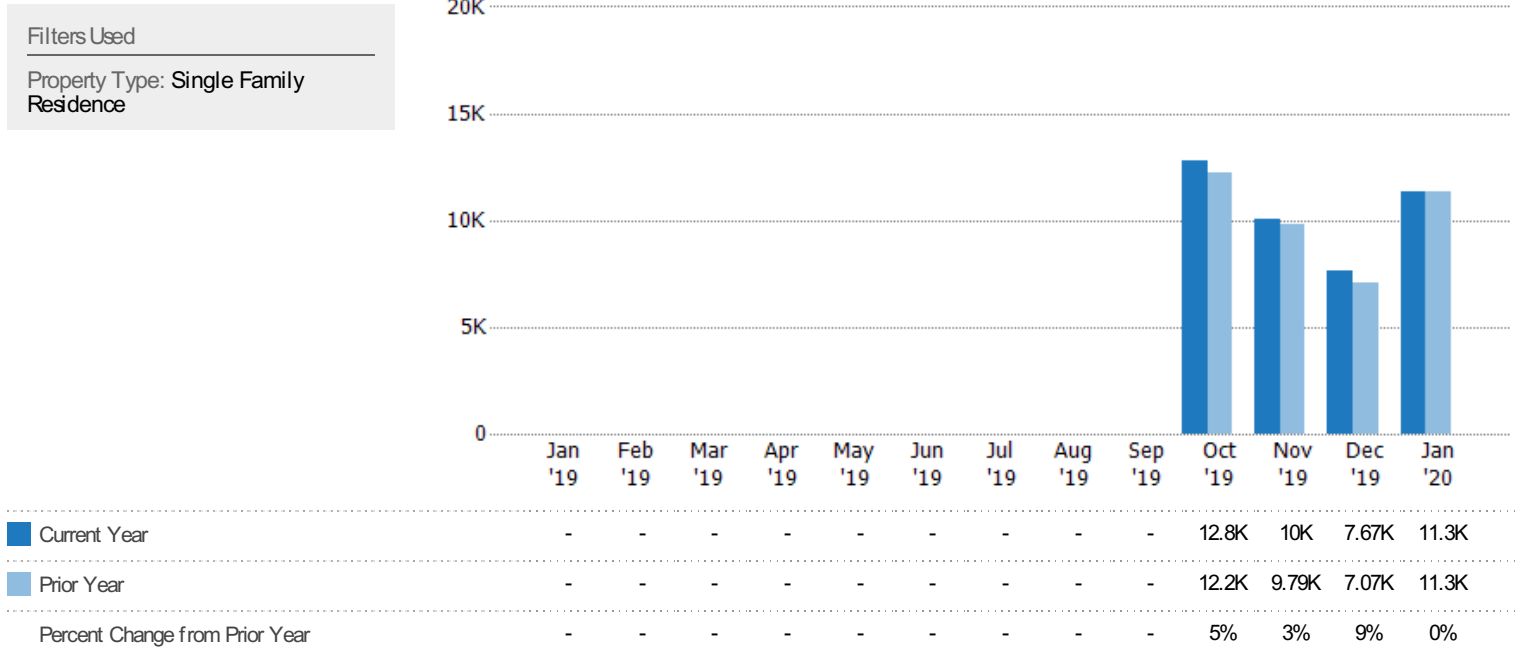 Filters Used
Property Type: Single Family
Residence
20K
15K
10K
5K
0
Jan Feb Mar Apr May Jun Jul Aug Sep Oct Nov Dec Jan
'19 '19 '19 '19 '19 '19 '19 '19 '19 '19 '19 '19 '20
Current Year - - - - - - - - - 12.8K 10K 7.67K 11.3K
Prior Year - - - - - - - - - 12.2K 9.79K 7.07K 11.3K
Percent Change from Prior Year - - - - - - - - - 5% 3% 9% 0%